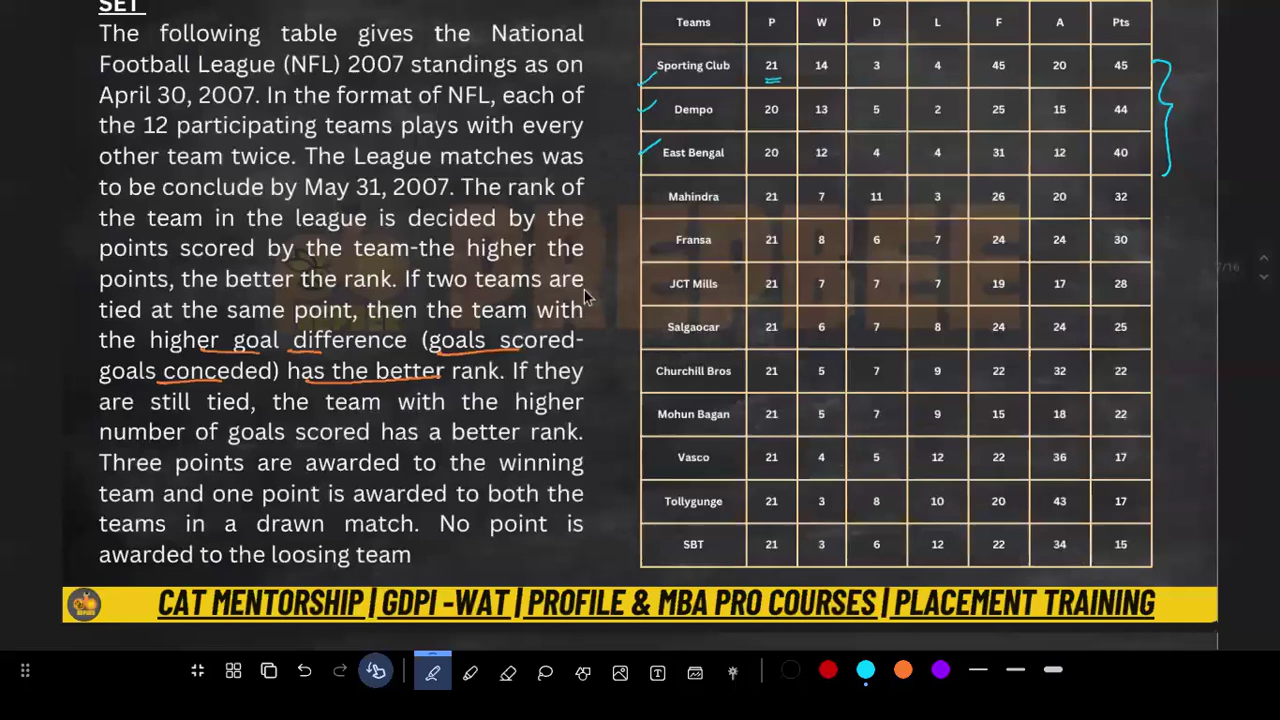 SET
The following table gives the National
Football League (NFL) 2007 standings as on
April 30, 2007. In the format of NFL, each of
the 12 participating teams plays with every
other team twice. The League matches was
to be conclude by May 31, 2007. The rank of
the team in the league is decided by the
points scored by the team-the higher the
points, the better the rank. If two teams are
tied at the same point, then the team with
the higher goal difference (goals scored-
goals conceded) has the better rank. If they
are still tied, the team with the higher
number of goals scored has a better rank.
Three points are awarded to the winning
team and one point is awarded to both the
teams in a drawn match. No point is
awarded to the loosing team
Teams P W D L F A Pts
Sporting Club 21 14 3 4 45 20 45
Dempo 20 13 5 2 25 15 44
East Bengal 20 12 4 4 31 12 40
Mahindra 21 7 11 3 26 20 32
Fransa 21 8 6 7 24 24 30
JCT Mills 21 7 7 7 19 17 28
Salgaocar 21 6 7 8 24 24 25
Churchill Bros 21 5 7 9 22 32 22
Mohun Bagan 21 5 7 9 15 18 22
Vasco 21 4 5 12 22 36 17
Tollygunge 21 3 8 10 20 43 17
SBT 21 3 6 12 22 34 15
PREPBEE
7/16
CAT MENTORSHIP | GDPI -WAT | PROFILE & MBA PRO COURSES | PLACEMENT TRAINING